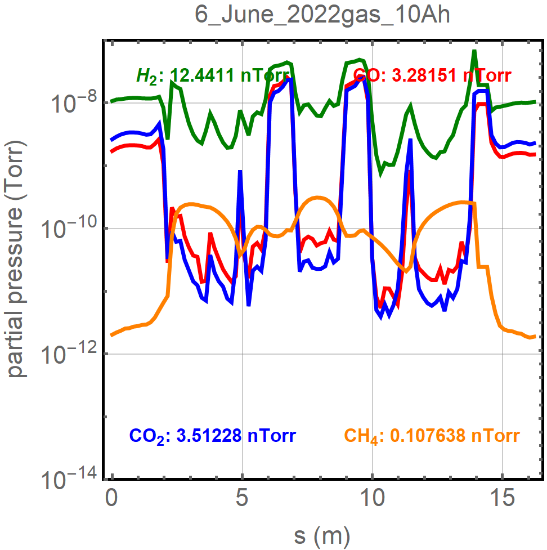 6_June_2022gas_10Ah
H₂: 12.4411 nTorr
CO: 3.28151 nTorr
10⁻⁸
10⁻¹⁰
10⁻¹²
10⁻¹⁴
partial pressure (Torr)
CO₂: 3.51228 nTorr
CH₄: 0.107638 nTorr
0 5 10 15
s (m)